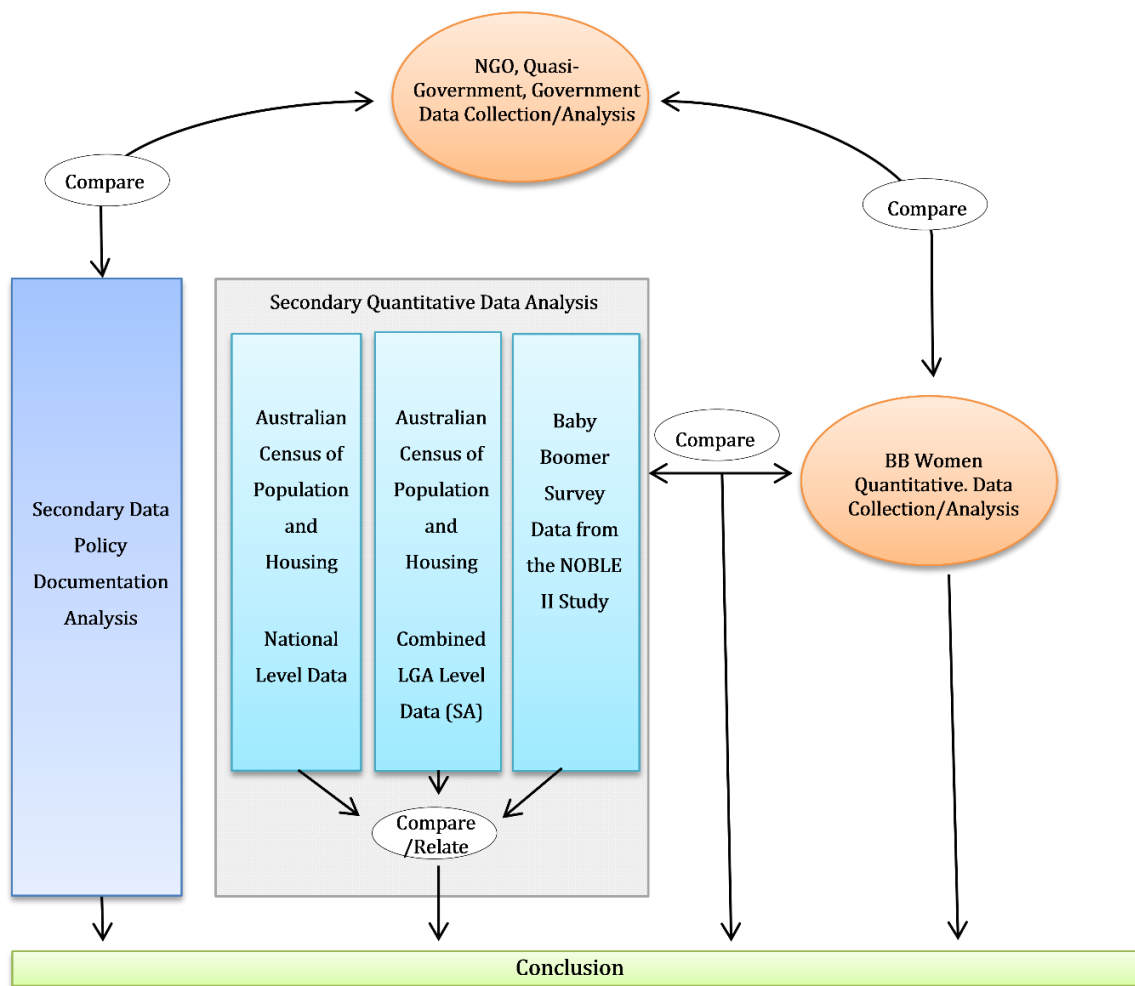 NGO, Quasi-
Government, Government
Data Collection/Analysis
Compare
Compare
Secondary Data
Policy
Documentation
Analysis
Secondary Quantitative Data Analysis
Australian
Census of
Population
and
Housing
National
Level Data
Australian
Census of
Population
and
Housing
Combined
LGA Level
Data (SA)
Baby
Boomer
Survey
Data from
the NOBLE
II Study
Compare
/Relate
Compare
BB Women
Quantitative. Data
Collection/Analysis
Conclusion